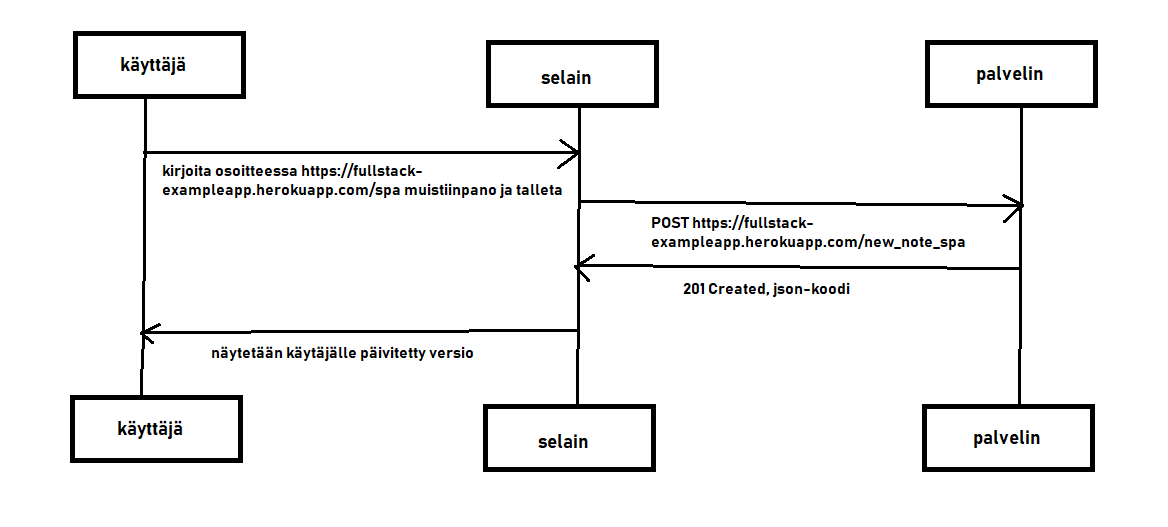 käyttäjä
selain
palvelin
kirjoita osoitteessa https://fullstack-
exampleapp.herokuapp.com/spa muistiinpano ja talleta
POST https://fullstack-
exampleapp.herokuapp.com/new_note_spa
201 Created, json-koodi
näytetään käytäjälle päivitetty versio
käyttäjä
selain
palvelin